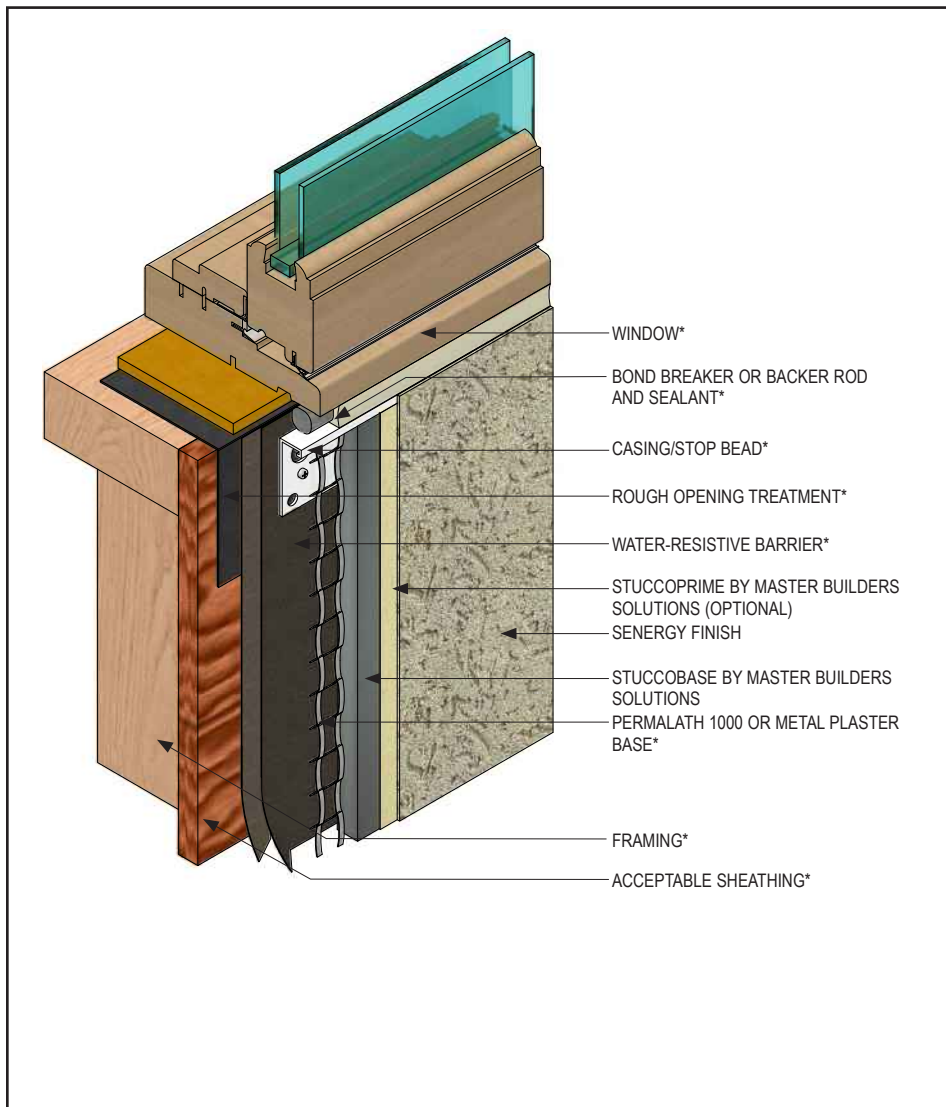 WINDOW*
BOND BREAKER OR BACKER ROD
AND SEALANT*
CASING/STOP BEAD*
ROUGH OPENING TREATMENT*
WATER-RESISTIVE BARRIER*
STUCCOPRIME BY MASTER BUILDERS
SOLUTIONS (OPTIONAL)
SENERGY FINISH
STUCCOBASE BY MASTER BUILDERS
SOLUTIONS
PERMALATH 1000 OR METAL PLASTER
BASE*
FRAMING*
ACCEPTABLE SHEATHING*